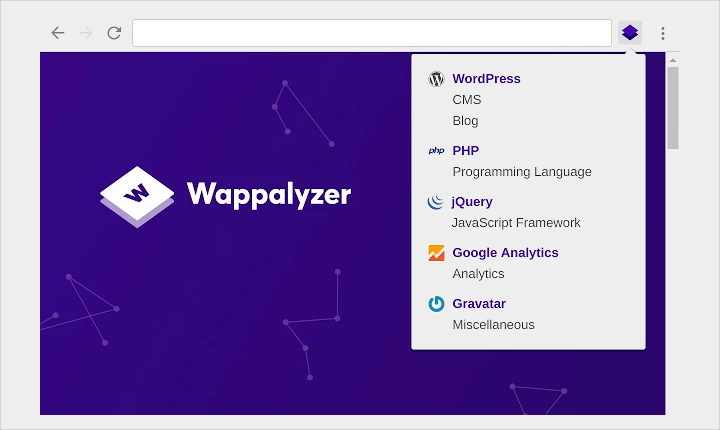 W
Wappalyzer
WordPress
CMS
Blog
php
PHP
Programming Language
jQuery
JavaScript Framework
Google Analytics
Analytics
Gravatar
Miscellaneous